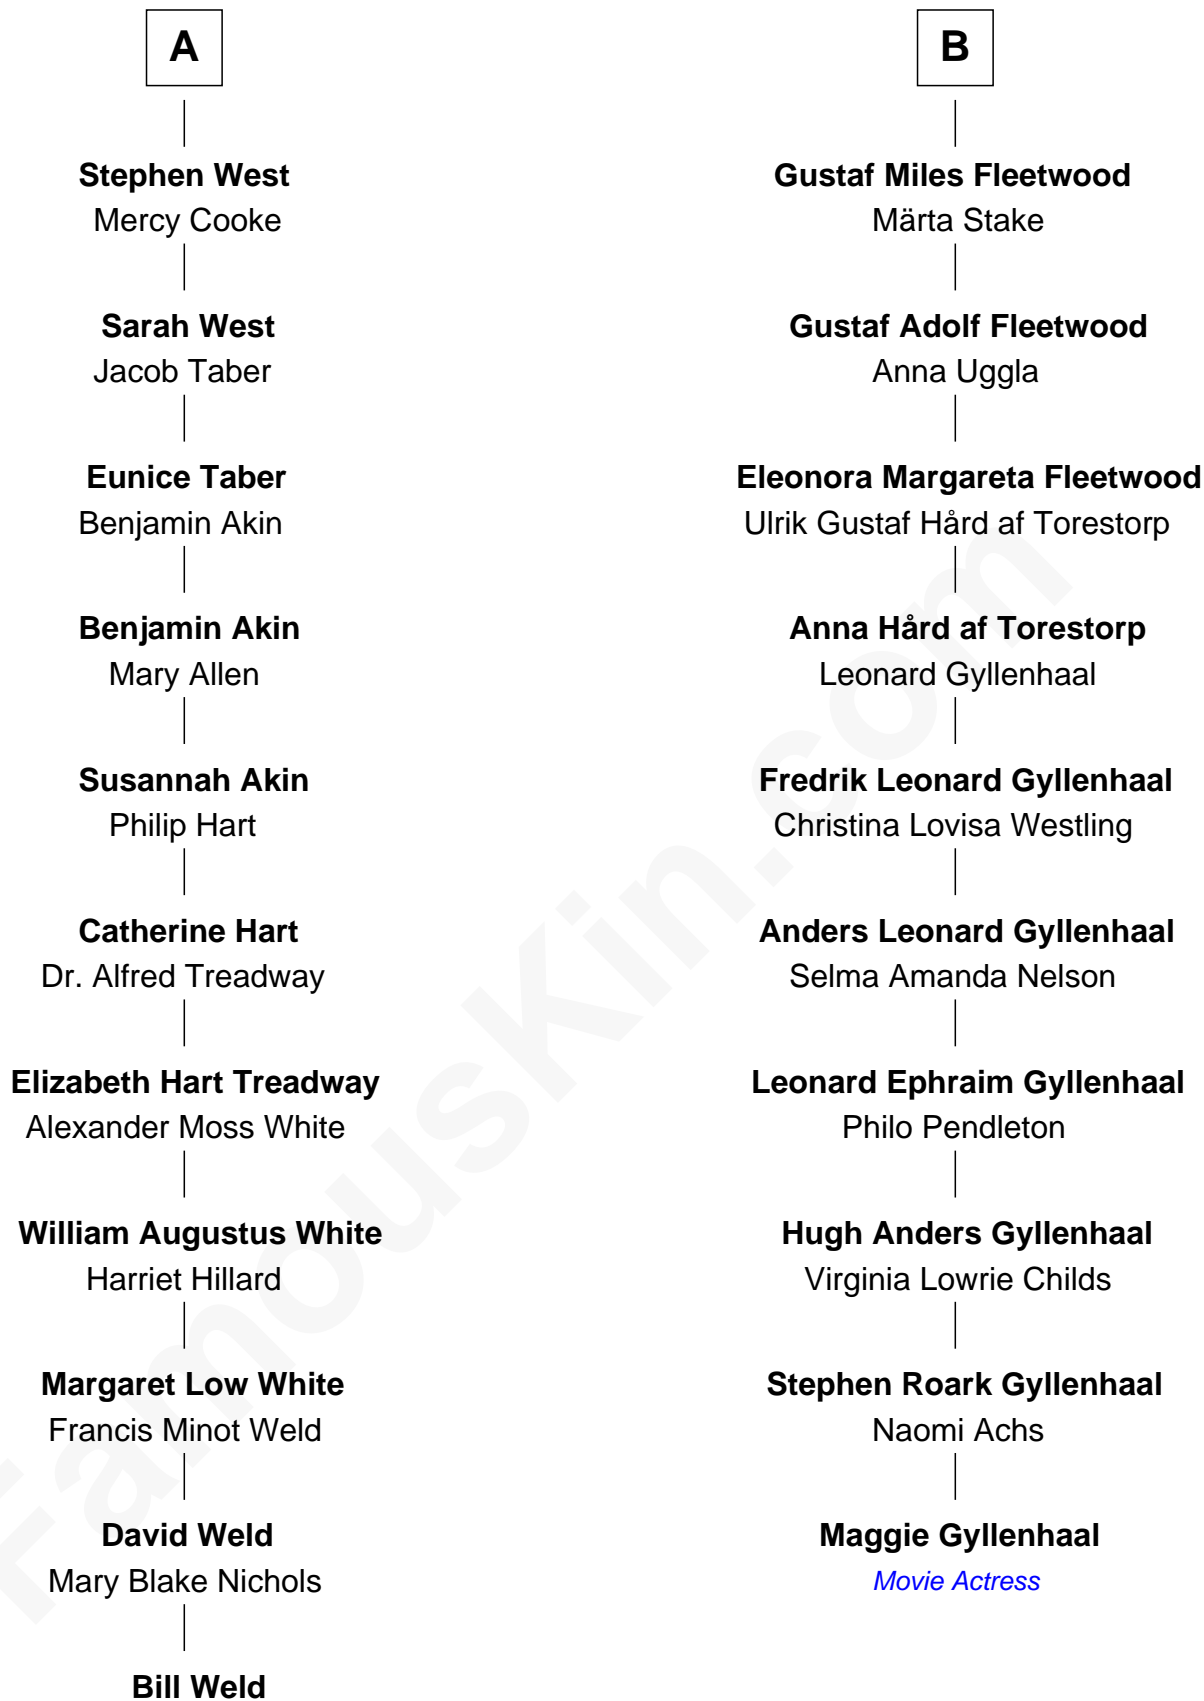 A
Stephen West
Mercy Cooke
Sarah West
Jacob Taber
Eunice Taber
Benjamin Akin
Benjamin Akin
Mary Allen
Susannah Akin
Philip Hart
Catherine Hart
Dr. Alfred Treadway
Elizabeth Hart Treadway
Alexander Moss White
William Augustus White
Harriet Hillard
Margaret Low White
Francis Minot Weld
David Weld
Mary Blake Nichols
Bill Weld
B
Gustaf Miles Fleetwood
Märta Stake
Gustaf Adolf Fleetwood
Anna Uggla
Eleonora Margareta Fleetwood
Ulrik Gustaf Hård af Torestorp
Anna Hård af Torestorp
Leonard Gyllenhaal
Fredrik Leonard Gyllenhaal
Christina Lovisa Westling
Anders Leonard Gyllenhaal
Selma Amanda Nelson
Leonard Ephraim Gyllenhaal
Philo Pendleton
Hugh Anders Gyllenhaal
Virginia Lowrie Childs
Stephen Roark Gyllenhaal
Naomi Achs
Maggie Gyllenhaal
Movie Actress
FamousKin.com